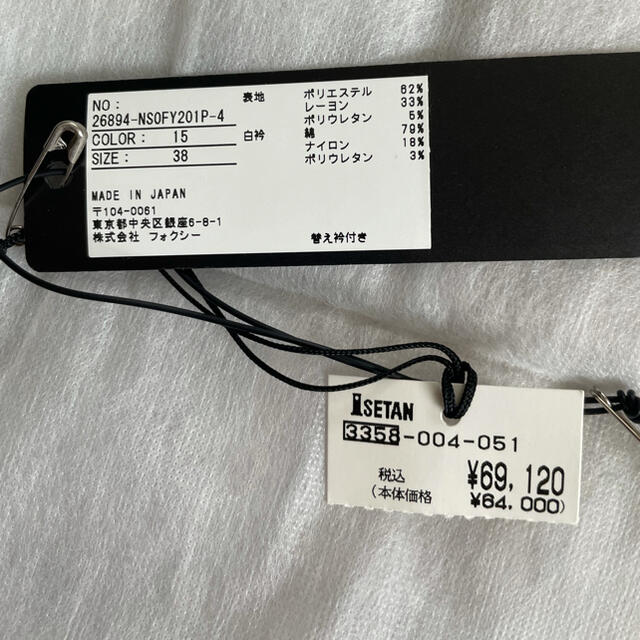 NO:
26894-NSOFY201P-4
COLOR: 15
SIZE: 38
MADE IN JAPAN
〒104-0061
東京都中央区銀座6-8-1
株式会社 フォクシー
表地 ポリエステル 62%
レーヨン 33%
ポリウレタン 5%
白衿 綿 79%
ナイロン 18%
ポリウレタン 3%
替え衿付き
ISETAN
3358-004-051
税込 ¥69,120
(本体価格 ¥64,000)